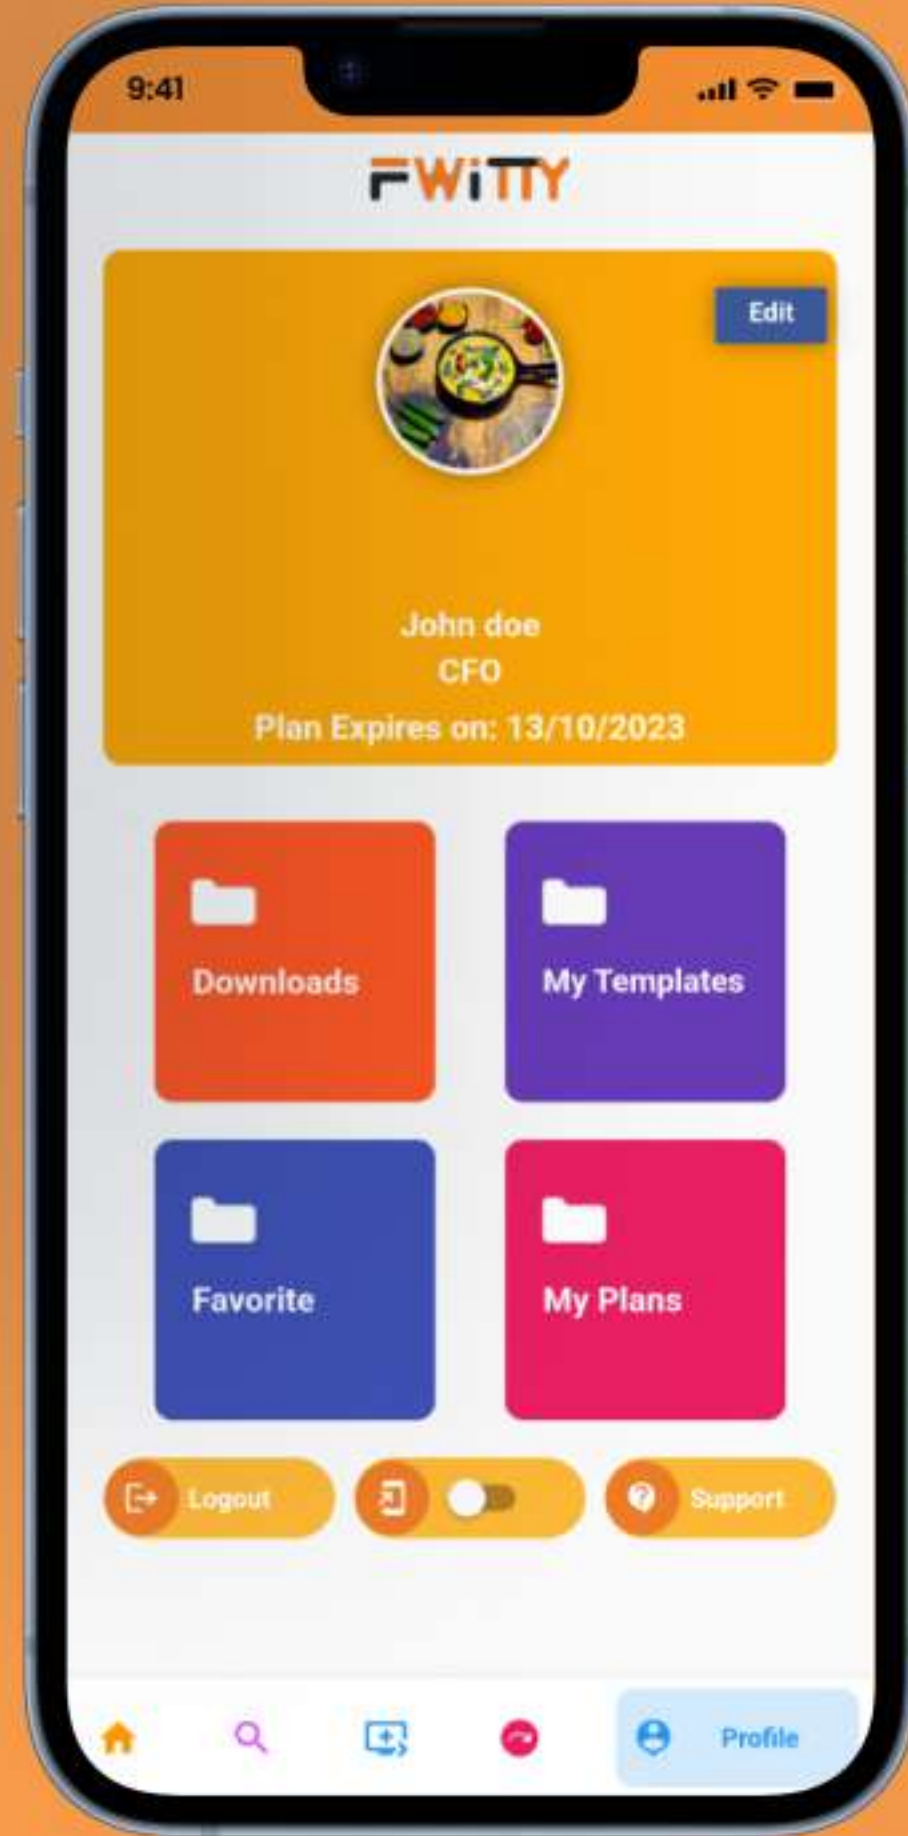 9:41
FWiTTY
Edit
John doe
CFO
Plan Expires on: 13/10/2023
Downloads
My Templates
Favorite
My Plans
Logout
Support
Profile